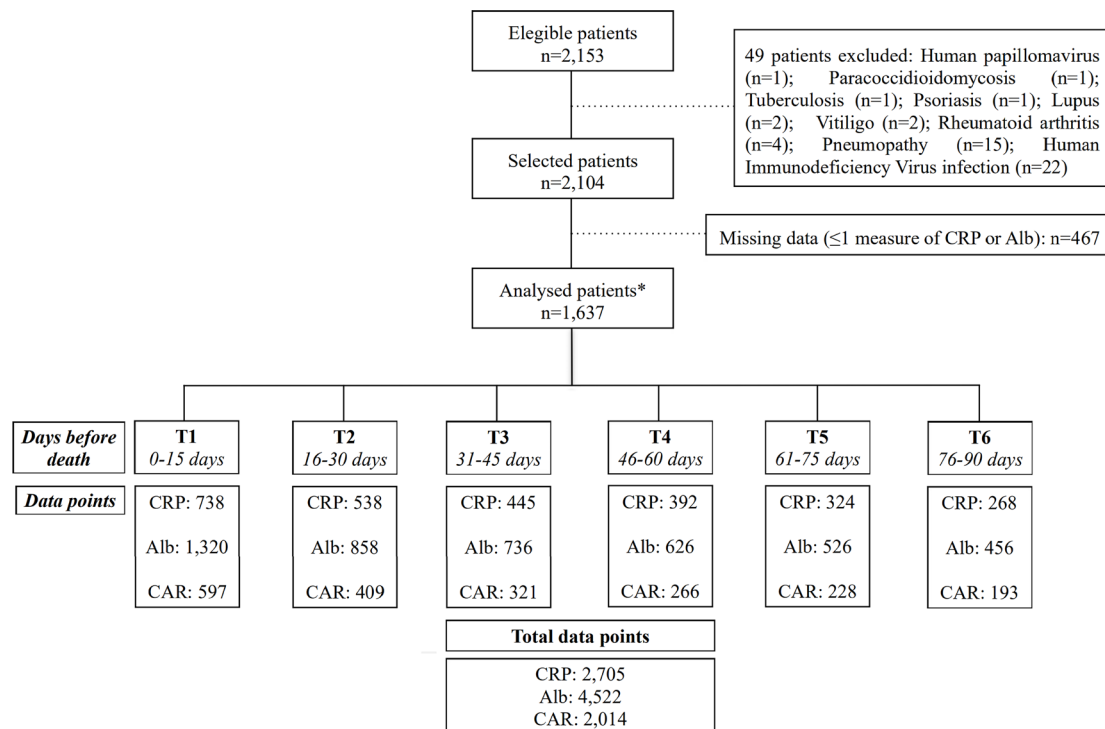 Elegible patients
n=2,153
49 patients excluded: Human papillomavirus
(n=1); Paracoccidioidomycosis (n=1);
Tuberculosis (n=1); Psoriasis (n=1); Lupus
(n=2); Vitiligo (n=2); Rheumatoid arthritis
(n=4); Pneumopathy (n=15); Human
Immunodeficiency Virus infection (n=22)
Selected patients
n=2,104
Missing data (≤1 measure of CRP or Alb): n=467
Analysed patients*
n=1,637
Days before
death
T1
0-15 days
T2
16-30 days
T3
31-45 days
T4
46-60 days
T5
61-75 days
T6
76-90 days
Data points
CRP: 738
Alb: 1,320
CAR: 597
CRP: 538
Alb: 858
CAR: 409
CRP: 445
Alb: 736
CAR: 321
CRP: 392
Alb: 626
CAR: 266
CRP: 324
Alb: 526
CAR: 228
CRP: 268
Alb: 456
CAR: 193
Total data points
CRP: 2,705
Alb: 4,522
CAR: 2,014